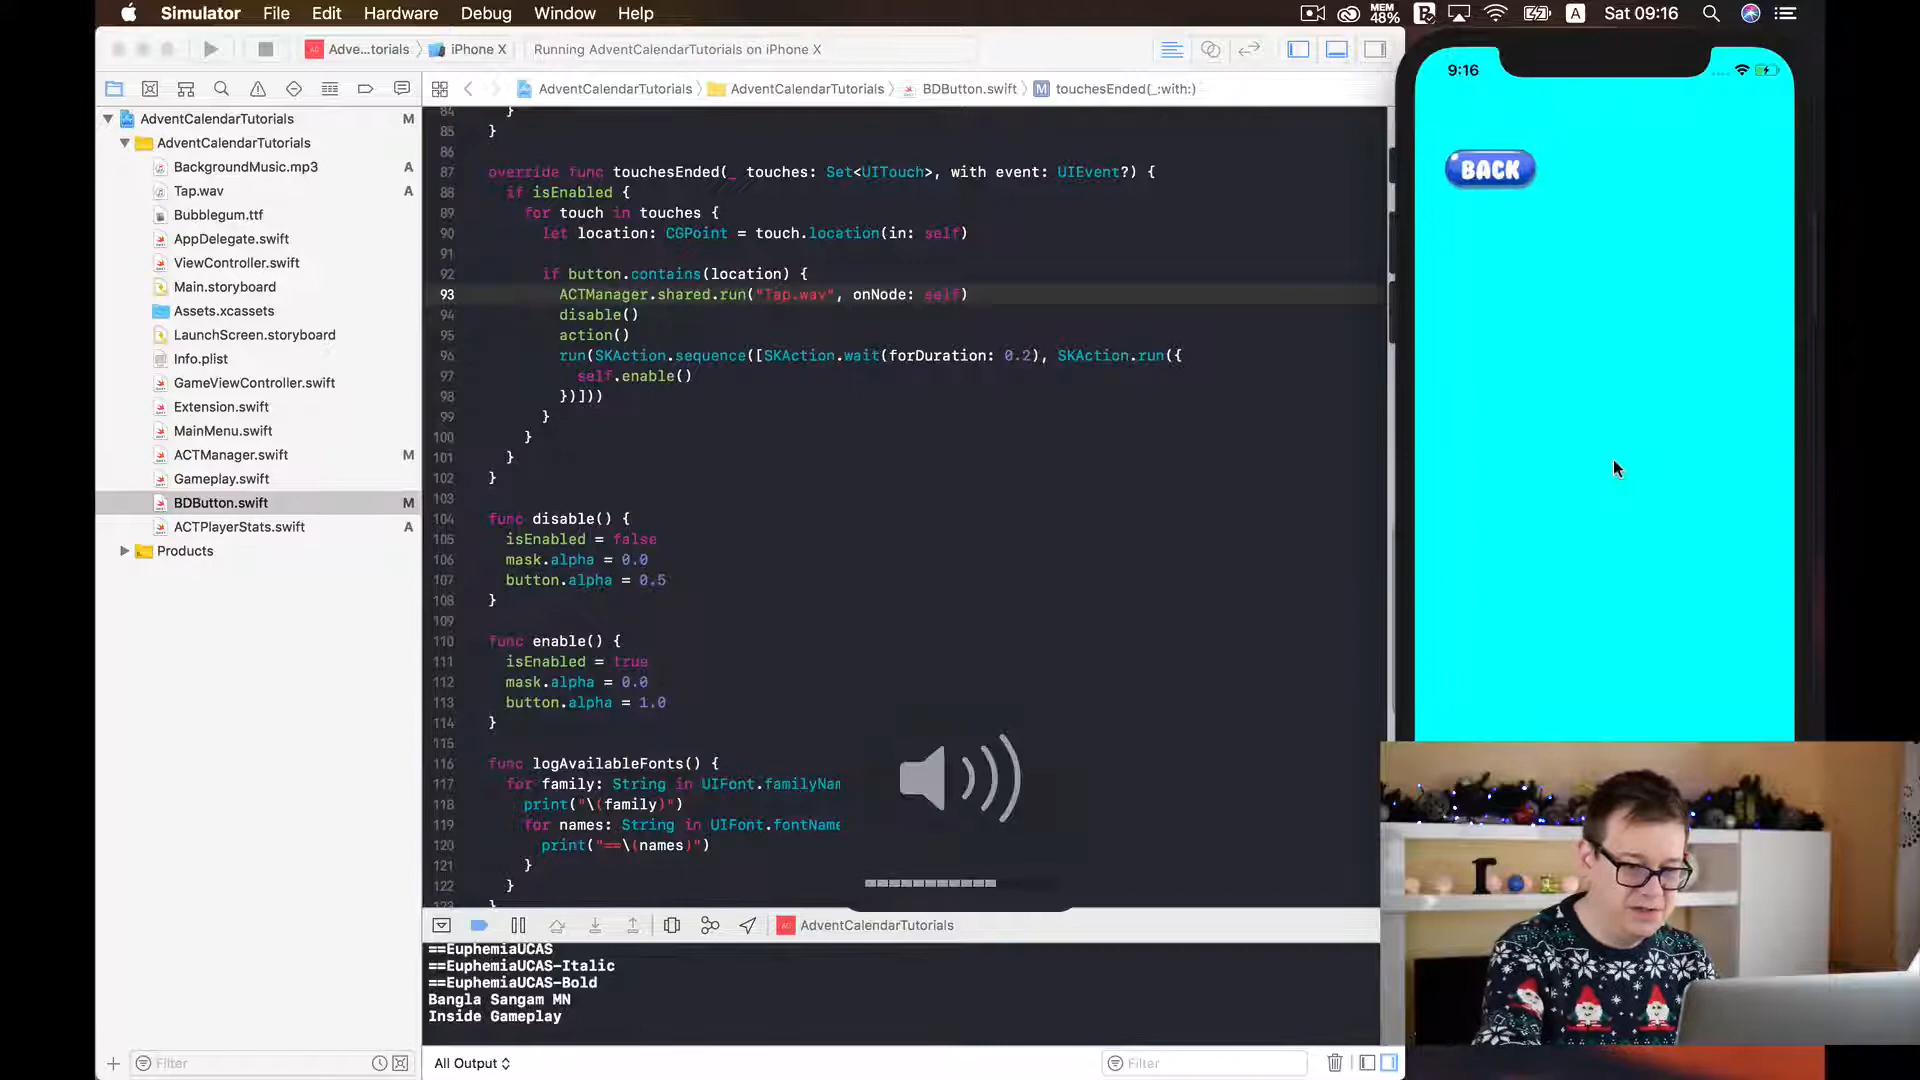 Simulator File Edit Hardware Debug Window Help
MEM 48% A Sat 09:16
Adve...torials iPhone X Running AdventCalendarTutorials on iPhone X
AdventCalendarTutorials AdventCalendarTutorials BDButton.swift M touchesEnded(_:with:)
AdventCalendarTutorials M
AdventCalendarTutorials
BackgroundMusic.mp3 A
Tap.wav A
Bubblegum.ttf
AppDelegate.swift
ViewController.swift
Main.storyboard
Assets.xcassets
LaunchScreen.storyboard
Info.plist
GameViewController.swift
Extension.swift
MainMenu.swift
ACTManager.swift M
Gameplay.swift
BDButton.swift M
ACTPlayerStats.swift A
Products
Filter
84 }
85 }
86
87 override func touchesEnded(_ touches: Set<UITouch>, with event: UIEvent?) {
88 if isEnabled {
89 for touch in touches {
90 let location: CGPoint = touch.location(in: self)
91
92 if button.contains(location) {
93 ACTManager.shared.run("Tap.wav", onNode: self)
94 disable()
95 action()
96 run(SKAction.sequence([SKAction.wait(forDuration: 0.2), SKAction.run({
97 self.enable()
98 })]))
99 }
100 }
101 }
102 }
103
104 func disable() {
105 isEnabled = false
106 mask.alpha = 0.0
107 button.alpha = 0.5
108 }
109
110 func enable() {
111 isEnabled = true
112 mask.alpha = 0.0
113 button.alpha = 1.0
114 }
115
116 func logAvailableFonts() {
117 for family: String in UIFont.familyNam
118 print("\(family)")
119 for names: String in UIFont.fontName
120 print("==\(names)")
121 }
122 }
123 }
AdventCalendarTutorials
==EuphemiaUCAS
==EuphemiaUCAS-Italic
==EuphemiaUCAS-Bold
Bangla Sangam MN
Inside Gameplay
All Output
Filter
9:16
BACK